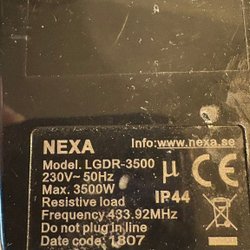 NEXA Info:www.nexa.se
Model. LGDR-3500
230V~ 50Hz
Max. 3500W
IP44
Resistive load
Frequency 433.92MHz
Do not plug in line
Date code: 1807